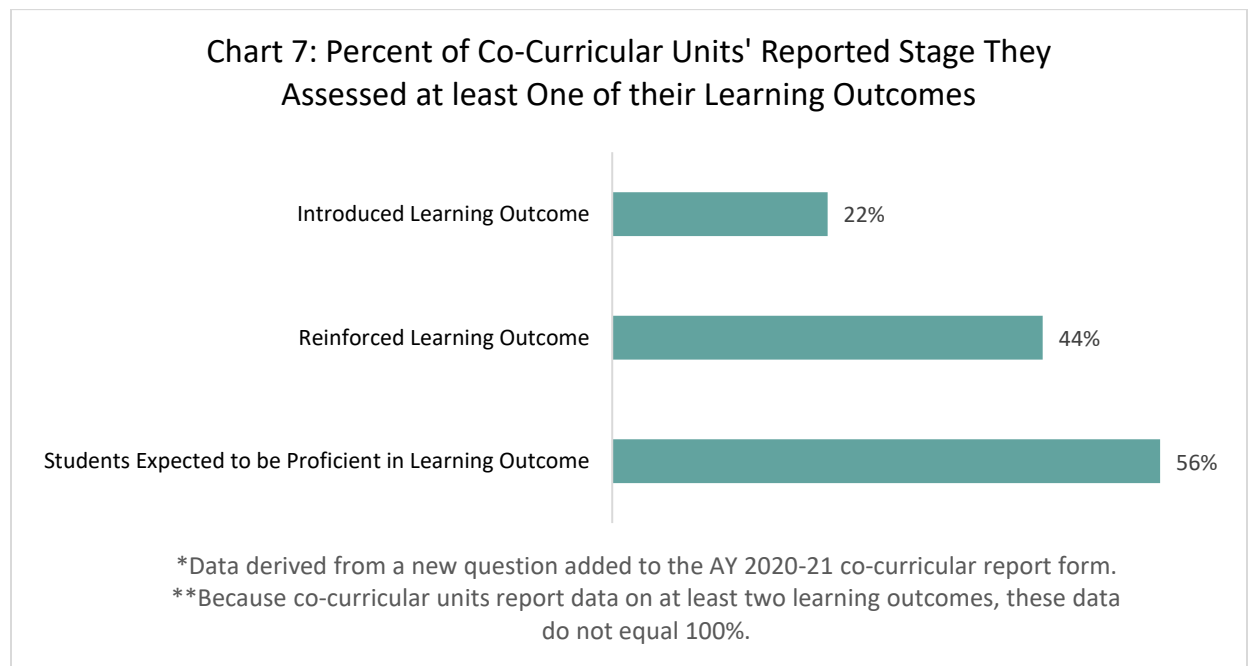 Chart 7: Percent of Co-Curricular Units' Reported Stage They
Assessed at least One of their Learning Outcomes
Introduced Learning Outcome
22%
Reinforced Learning Outcome
44%
Students Expected to be Proficient in Learning Outcome
56%
*Data derived from a new question added to the AY 2020-21 co-curricular report form.
**Because co-curricular units report data on at least two learning outcomes, these data
do not equal 100%.